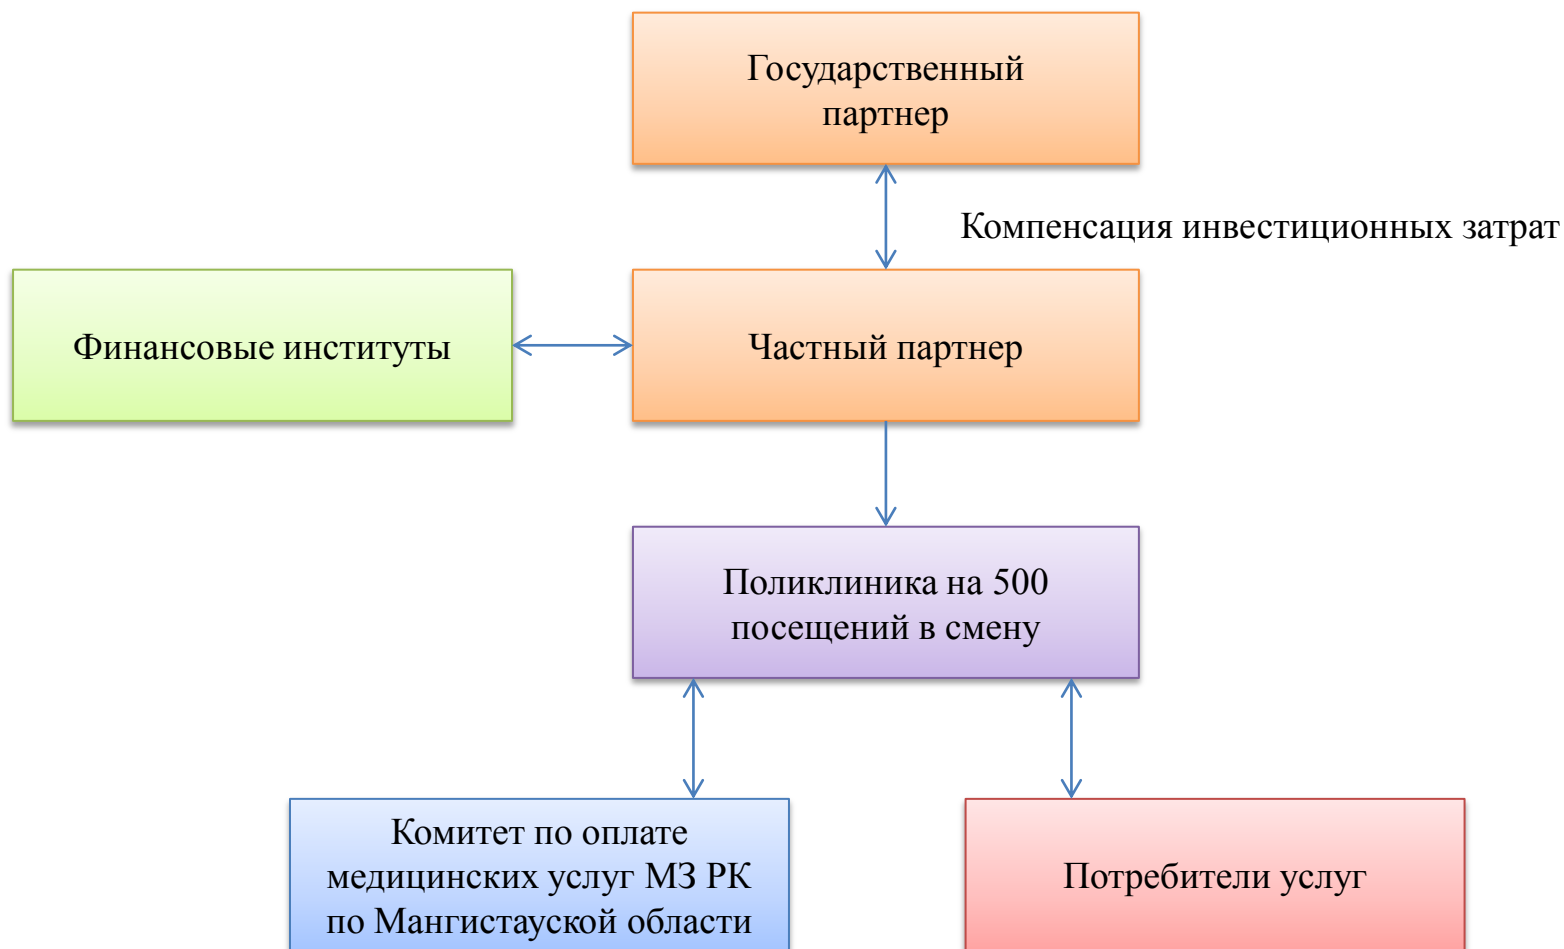 Государственный
партнер
Компенсация инвестиционных затрат
Финансовые институты
Частный партнер
Поликлиника на 500
посещений в смену
Комитет по оплате
медицинских услуг МЗ РК
по Мангистауской области
Потребители услуг